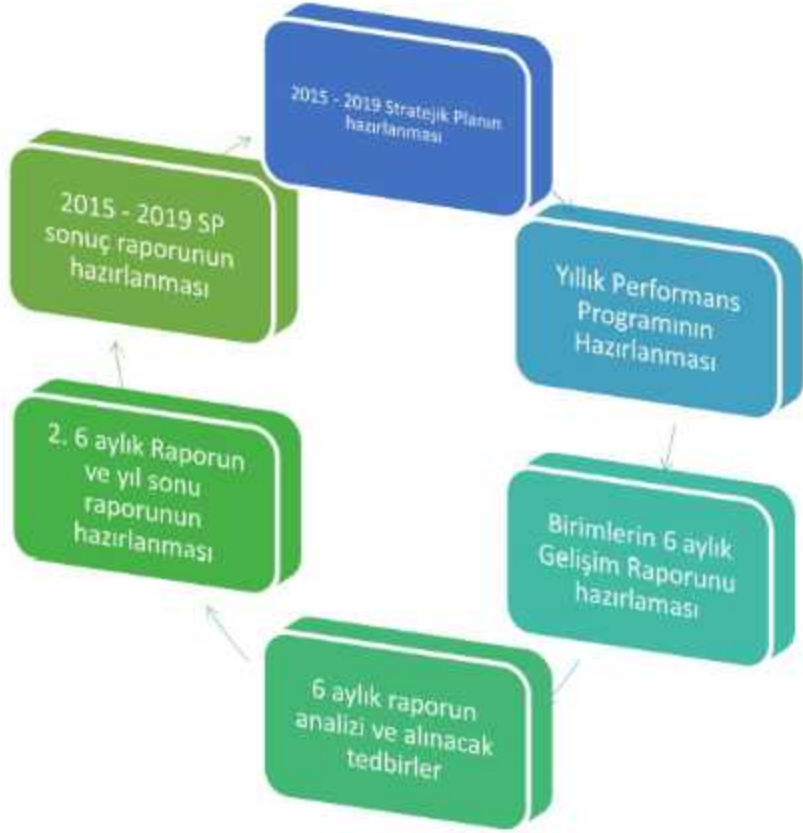 2015 - 2019 Stratejik Planın
hazırlanması
Yıllık Performans
Programının
Hazırlanması
Birimlerin 6 aylık
Gelişim Raporunu
hazırlaması
6 aylık raporun
analizi ve alınacak
tedbirler
2. 6 aylık Raporun
ve yıl sonu
raporunun
hazırlanması
2015 - 2019 SP
sonuç raporunun
hazırlanması